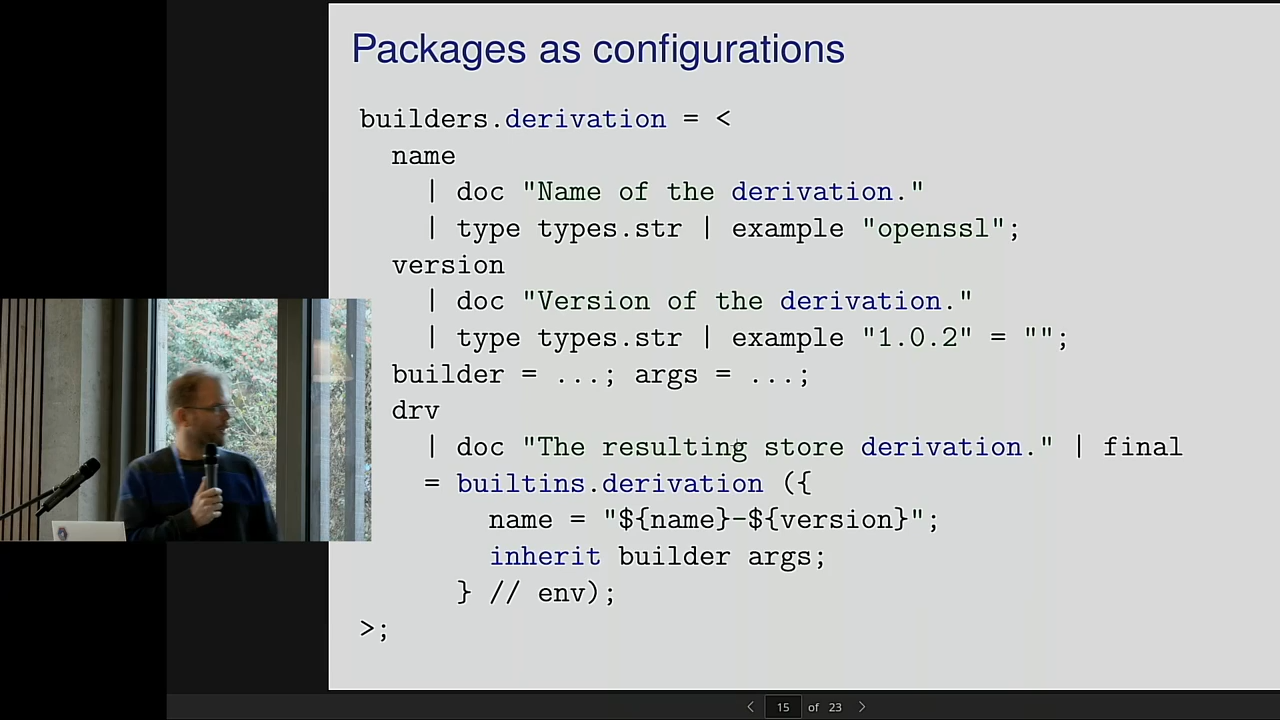 Packages as configurations
builders.derivation = <
name
| doc "Name of the derivation."
| type types.str | example "openssl";
version
| doc "Version of the derivation."
| type types.str | example "1.0.2" = "";
builder = ...; args = ...;
drv
| doc "The resulting store derivation." | final
= builtins.derivation ({
name = "${name}-${version}";
inherit builder args;
} // env);
>;
15 of 23